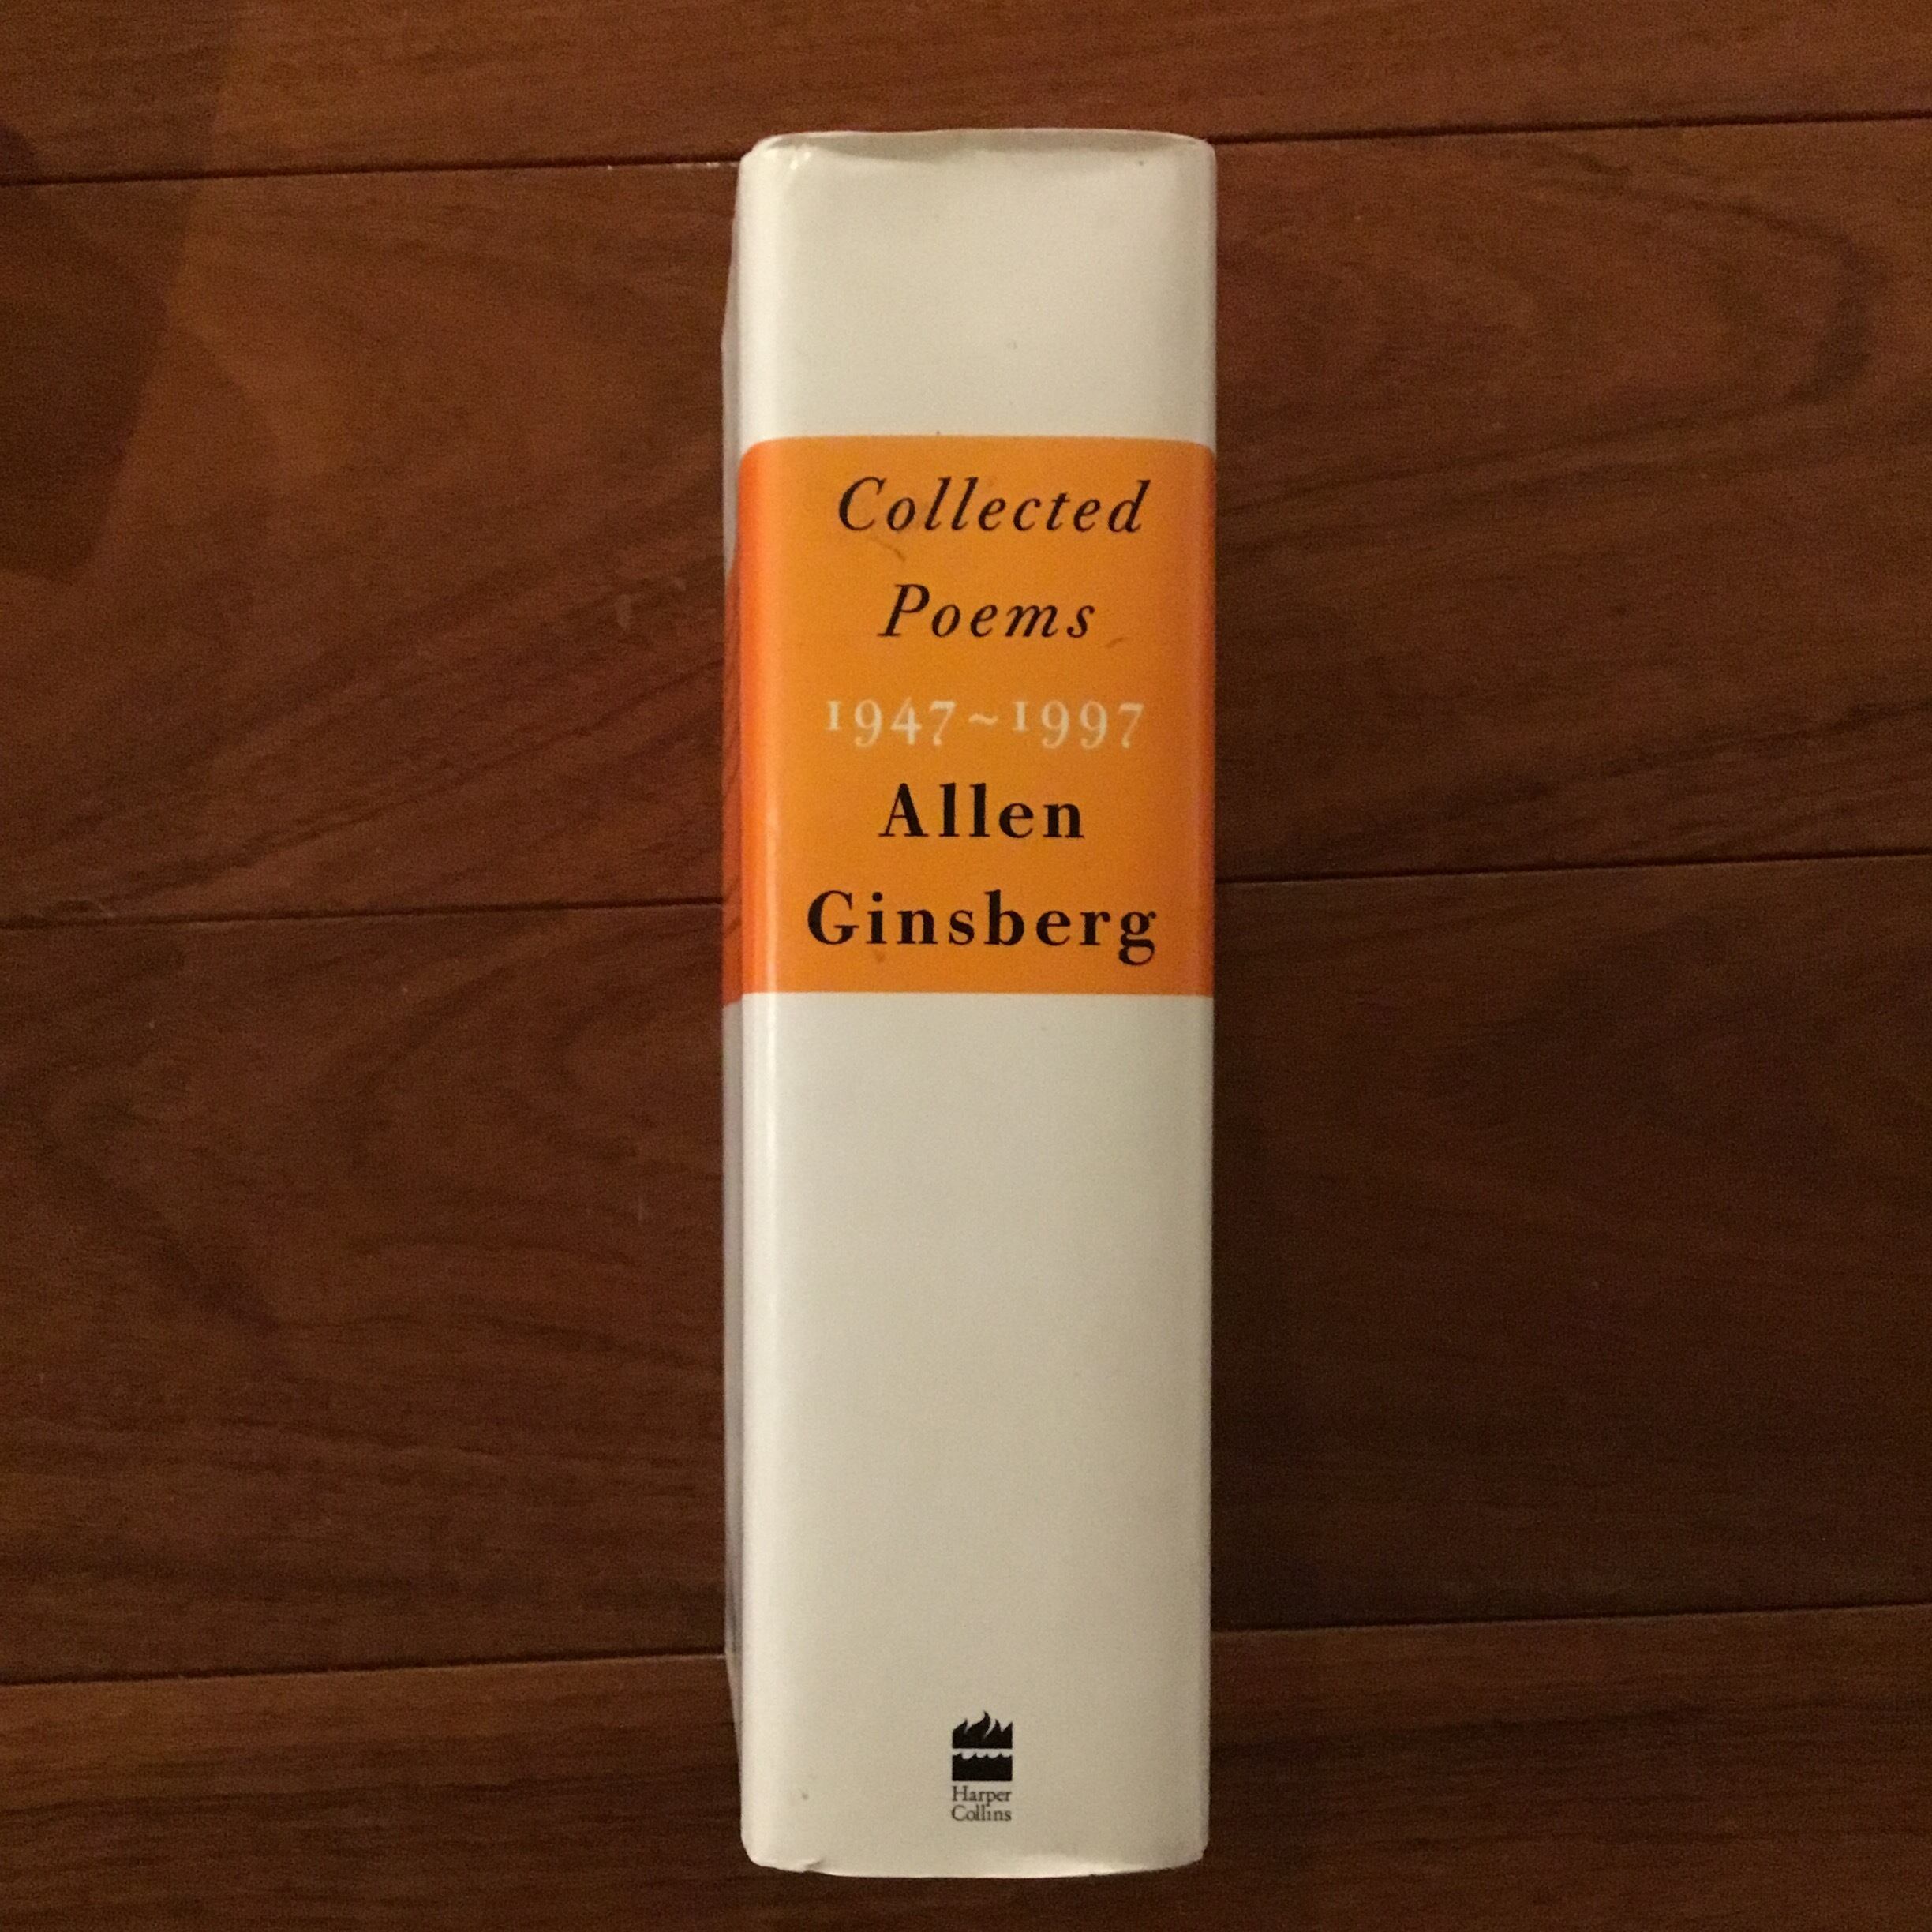 Collected
Poems
1947~1997
Allen
Ginsberg
Harper
Collins